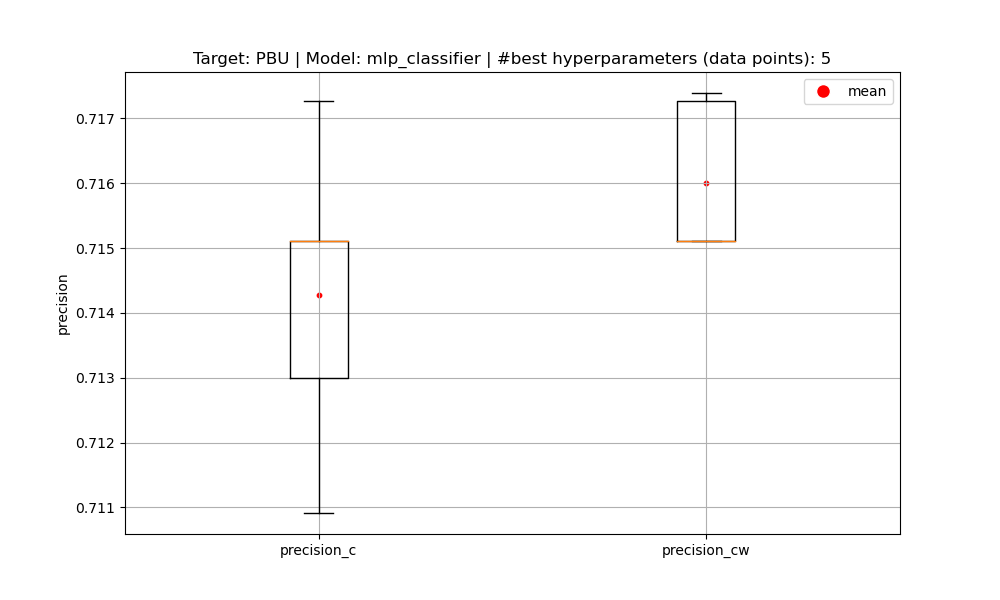 Target: PBU | Model: mlp_classifier | #best hyperparameters (data points): 5
mean
0.717
0.716
0.715
0.714
0.713
0.712
0.711
precision
precision_c
precision_cw